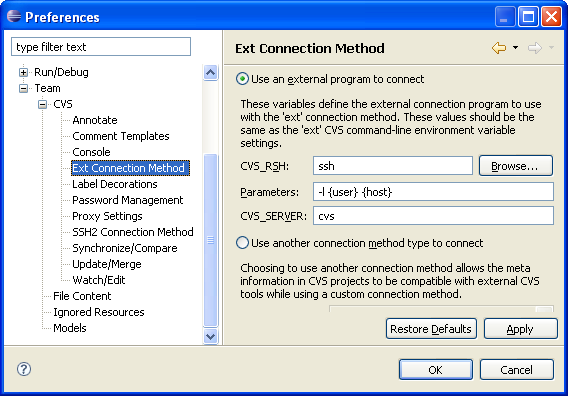 Preferences
type filter text
Run/Debug
Team
CVS
Annotate
Comment Templates
Console
Ext Connection Method
Label Decorations
Password Management
Proxy Settings
SSH2 Connection Method
Synchronize/Compare
Update/Merge
Watch/Edit
File Content
Ignored Resources
Models
Ext Connection Method
Use an external program to connect
These variables define the external connection program to use
with the 'ext' connection method. These values should be the
same as the 'ext' CVS command-line environment variable
settings.
CVS_RSH: ssh Browse...
Parameters: -l {user} {host}
CVS_SERVER: cvs
Use another connection method type to connect
Choosing to use another connection method allows the meta
information in CVS projects to be compatible with external CVS
tools while using a custom connection method.
Restore Defaults Apply
? OK Cancel